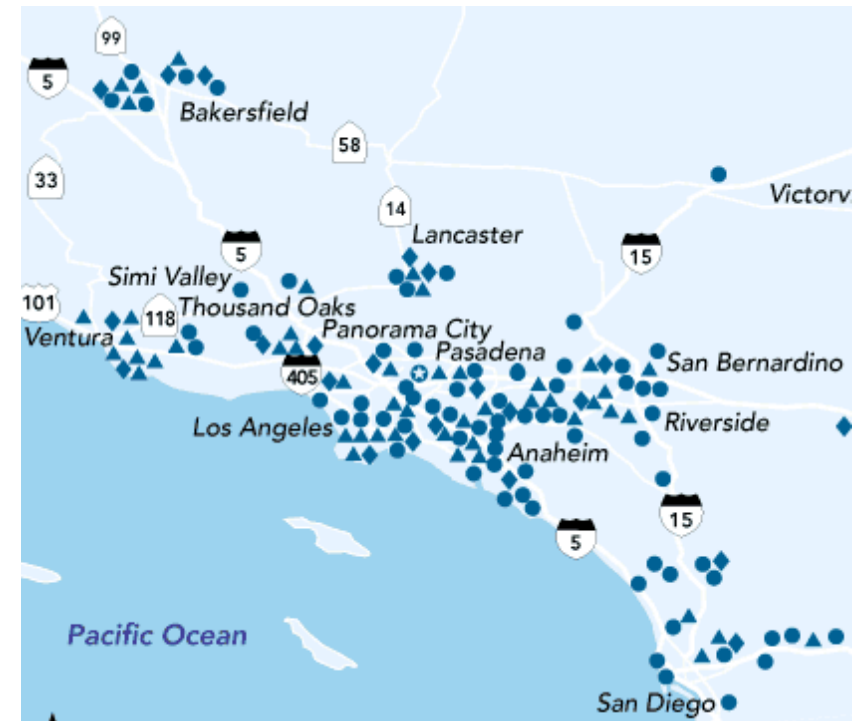 99
5
Bakersfield
58
33
14
Lancaster
5
15
Victorv
Simi Valley
101
118
Thousand Oaks
Ventura
Panorama City
Pasadena
405
San Bernardino
Los Angeles
Riverside
Anaheim
15
5
Pacific Ocean
San Diego